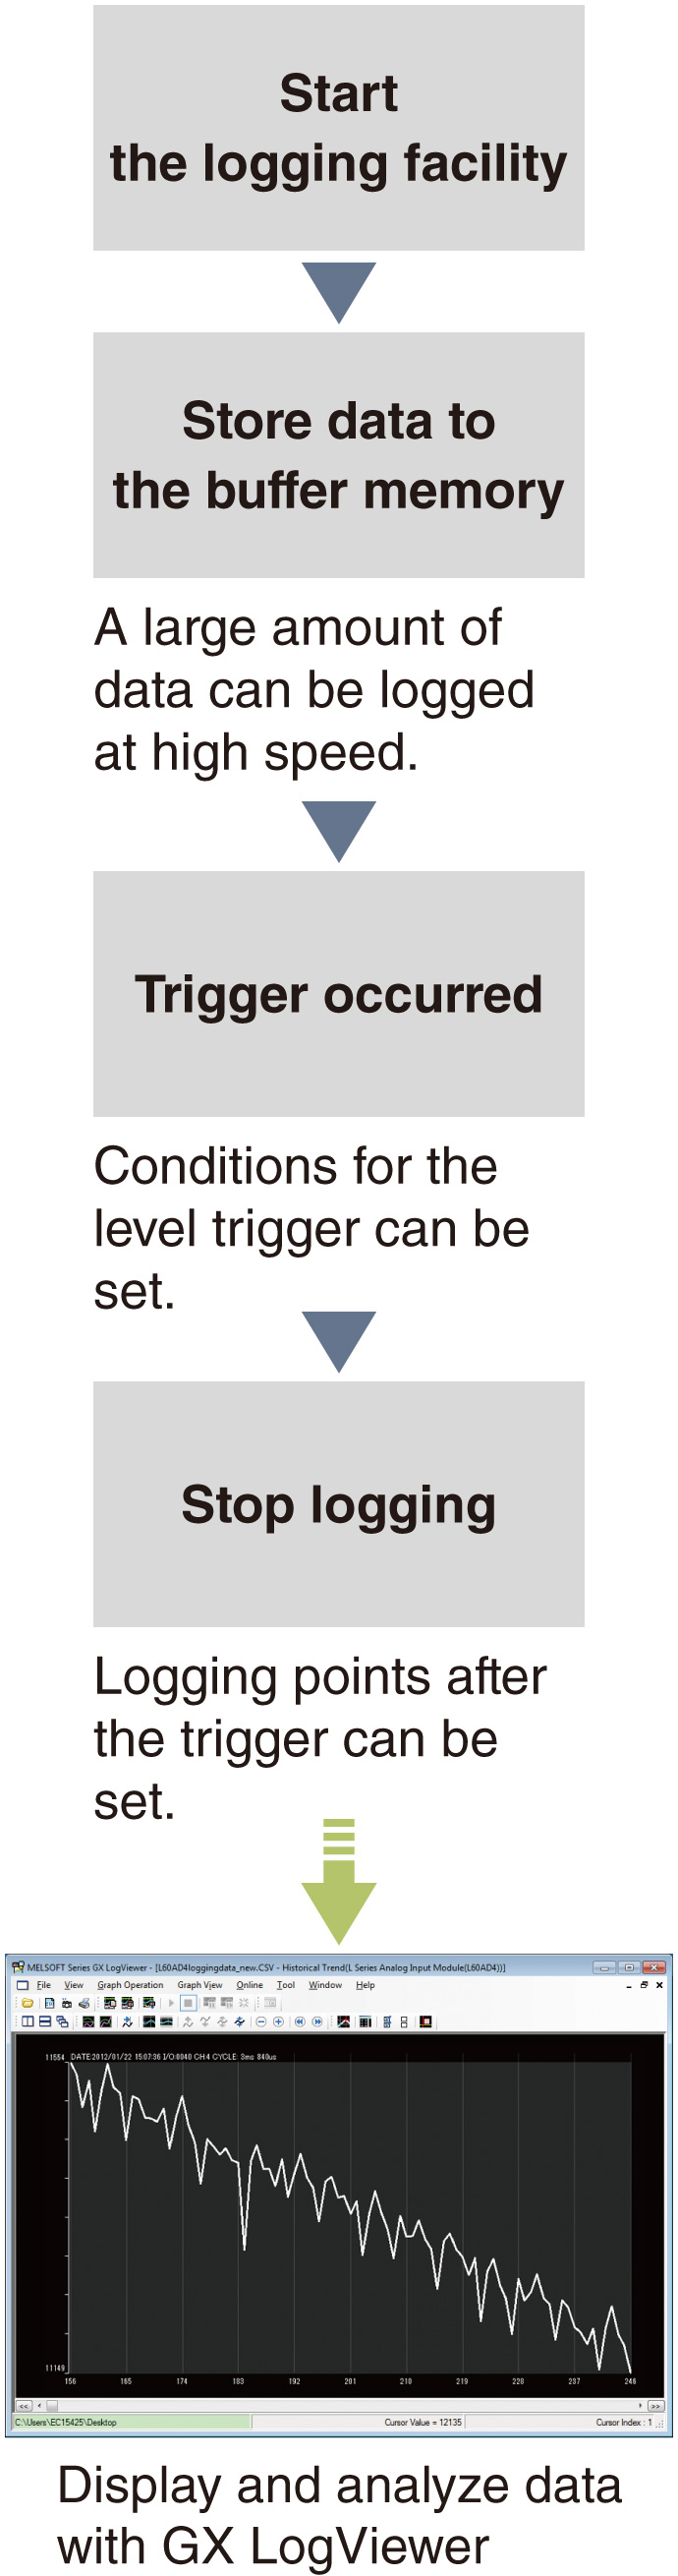 Start
the logging facility
Store data to
the buffer memory
A large amount of
data can be logged
at high speed.
Trigger occurred
Conditions for the
level trigger can be
set.
Stop logging
Logging points after
the trigger can be
set.
MELSOFT Series GX LogViewer - [L60AD4loggingdata_new.CSV - Historical Trend(L Series Analog Input Module(L60AD4))]
File View Graph Operation Graph View Online Tool Window Help
11554 DATE:2012/01/22 15:07:36 I/O:0040 CH:4 CYCLE: 3ms 840us
11149
156 165 174 183 192 201 210 219 228 237 246
C:\Users\EC15425\Desktop Cursor Value = 12135 Cursor Index : 1
Display and analyze data
with GX LogViewer